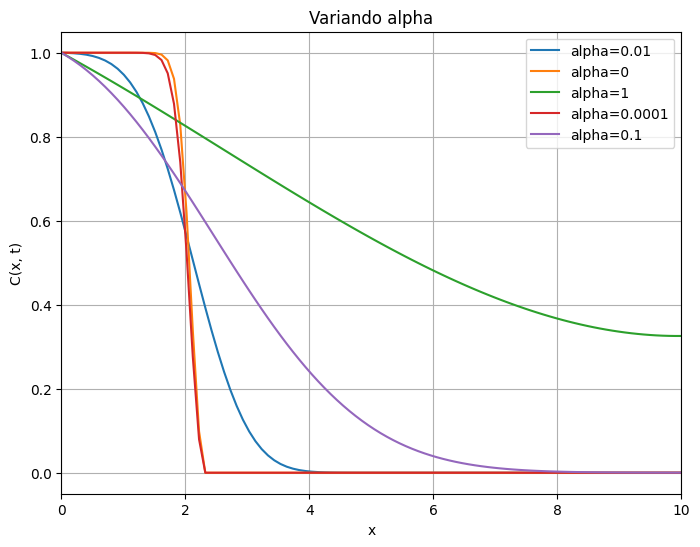 Variando alpha
1.0
0.8
0.6
0.4
0.2
0.0
C(x, t)
alpha=0.01
alpha=0
alpha=1
alpha=0.0001
alpha=0.1
0 2 4 6 8 10
x